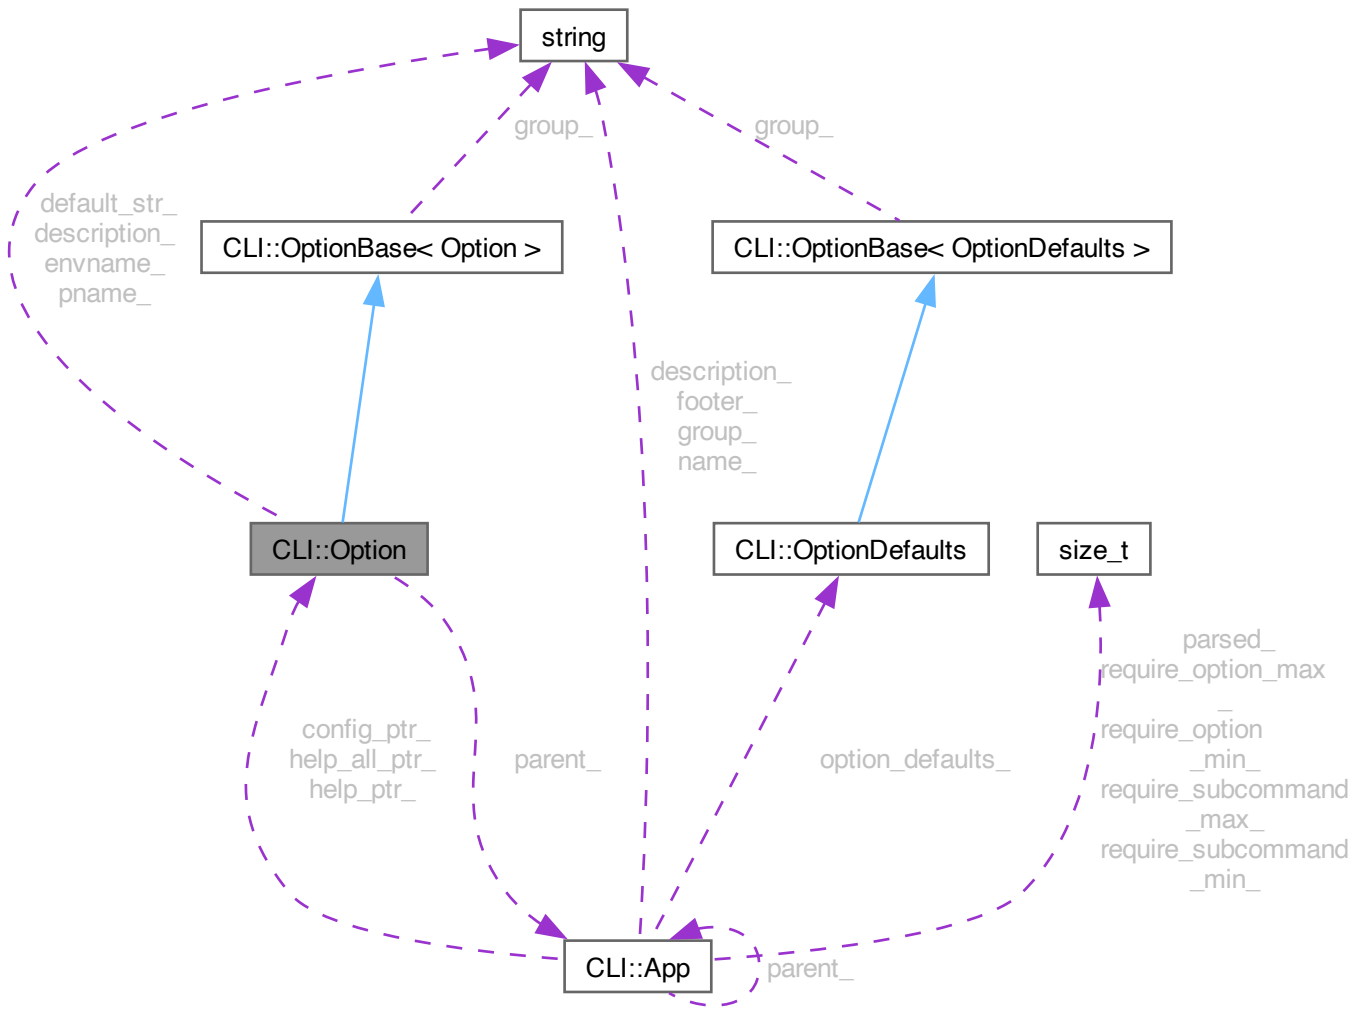 string
group_
group_
default_str_
description_
envname_
pname_
CLI::OptionBase< Option >
CLI::OptionBase< OptionDefaults >
description_
footer_
group_
name_
CLI::Option
CLI::OptionDefaults
size_t
config_ptr_
help_all_ptr_
help_ptr_
parent_
option_defaults_
parsed_
require_option_max
_
require_option
_min_
require_subcommand
_max_
require_subcommand
_min_
CLI::App
parent_